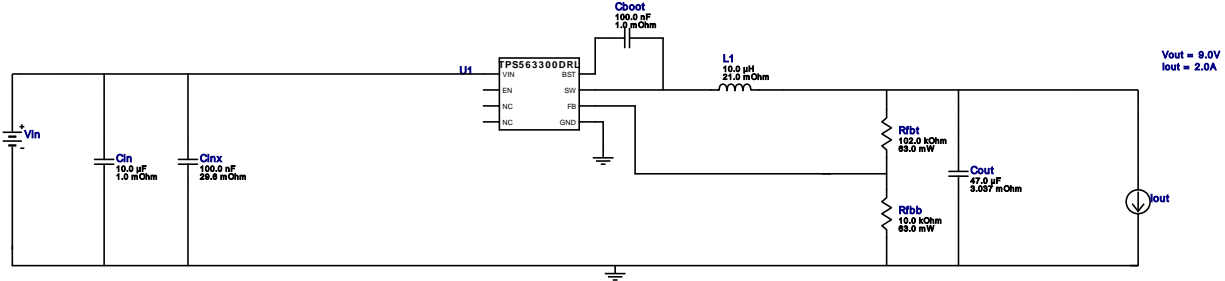 Cboot
100.0 nF
1.0 mOhm
Vout = 9.0V
Iout = 2.0A
L1
10.0 µH
21.0 mOhm
U1
TPS563300DRL
VIN
BST
EN
SW
NC
FB
NC
GND
Vin
+
-
Cin
10.0 µF
1.0 mOhm
Cinx
100.0 nF
29.6 mOhm
Rfbt
102.0 kOhm
63.0 mW
Cout
47.0 µF
3.037 mOhm
Iout
Rfbb
10.0 kOhm
63.0 mW